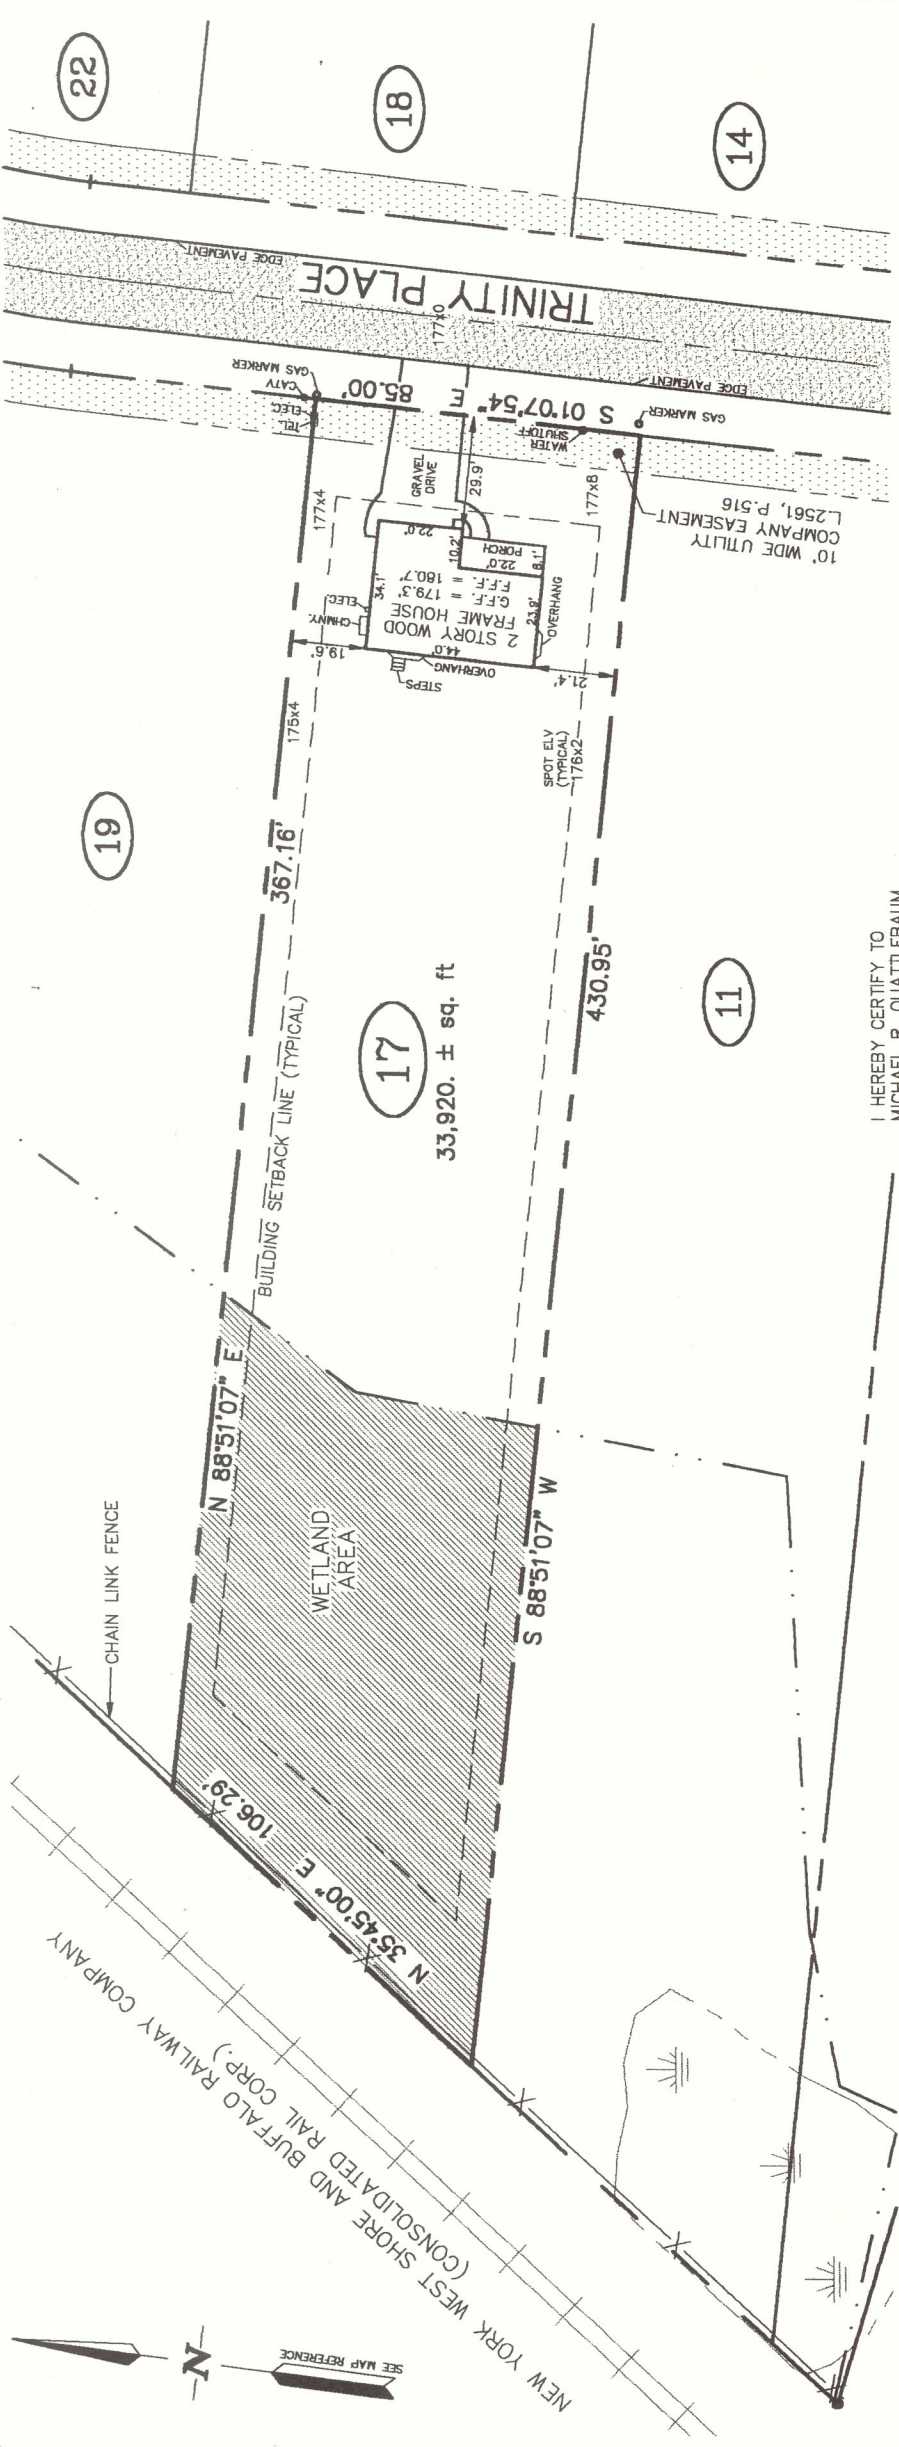 22
18
14
EDGE PAVEMENT
TRINITY PLACE
177x0
EDGE PAVEMENT
GAS MARKER
CATV
ELEC.
TEL.
85.00'
S 01°07'54" E
WATER
SHUTOFF
GAS MARKER
10' WIDE UTILITY
COMPANY EASEMENT
L.2561, P.516
177x4
177x8
GRAVEL
DRIVE
29.9'
22.0'
10.2'
PORCH
22.0'
8.1'
34.1'
23.9'
44.0'
2 STORY WOOD
FRAME HOUSE
G.F.F. = 179.3'
F.F.F. = 180.7'
ELEC.
CHMNY.
OVERHANG
OVERHANG
STEPS
19.6'
21.4'
175x4
SPOT ELV
(TYPICAL)
176x2
19
367.16'
430.95'
17
33,920. ± sq. ft
11
I HEREBY CERTIFY TO
MICHAEL R. QUATTLEBAUM
BUILDING SETBACK LINE (TYPICAL)
N 88°51'07" E
S 88°51'07" W
WETLAND
AREA
CHAIN LINK FENCE
106.29'
N 35°45'00" E
NEW YORK WEST SHORE AND BUFFALO RAILWAY COMPANY
(CONSOLIDATED RAIL CORP.)
N
SEE MAP REFERENCE